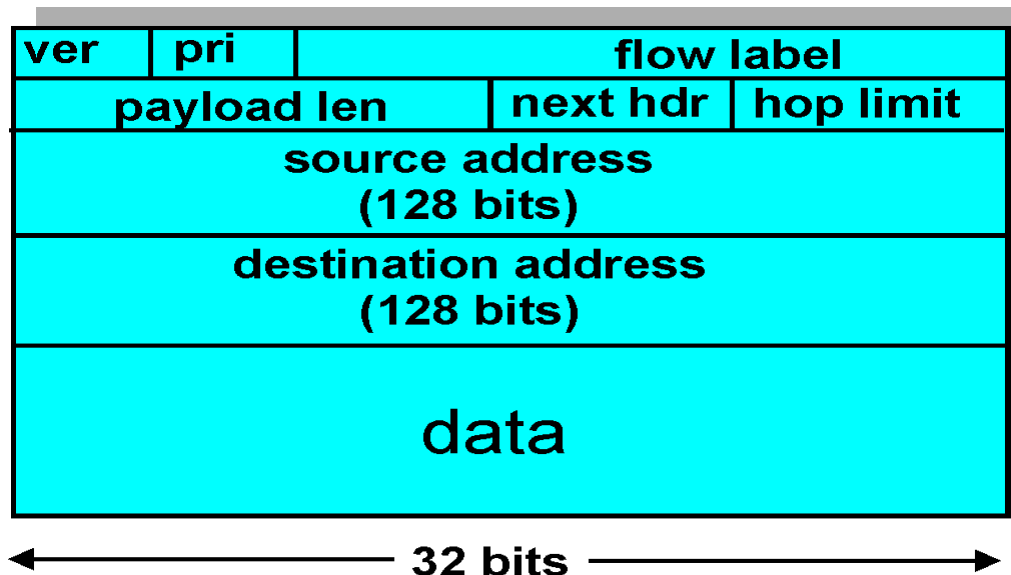 ver pri flow label
payload len next hdr hop limit
source address
(128 bits)
destination address
(128 bits)
data
32 bits